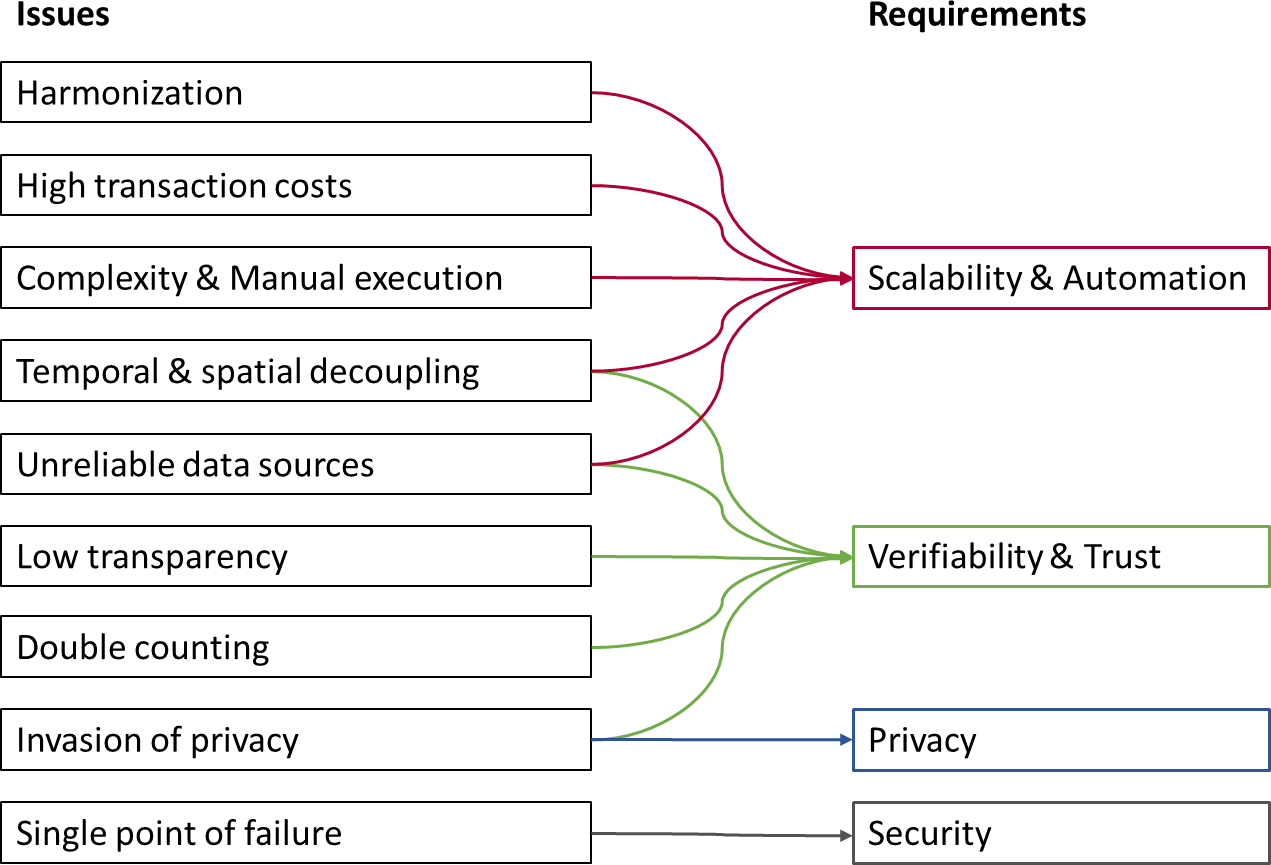 Issues
Requirements
Harmonization
High transaction costs
Complexity & Manual execution
Scalability & Automation
Temporal & spatial decoupling
Unreliable data sources
Low transparency
Verifiability & Trust
Double counting
Invasion of privacy
Privacy
Single point of failure
Security